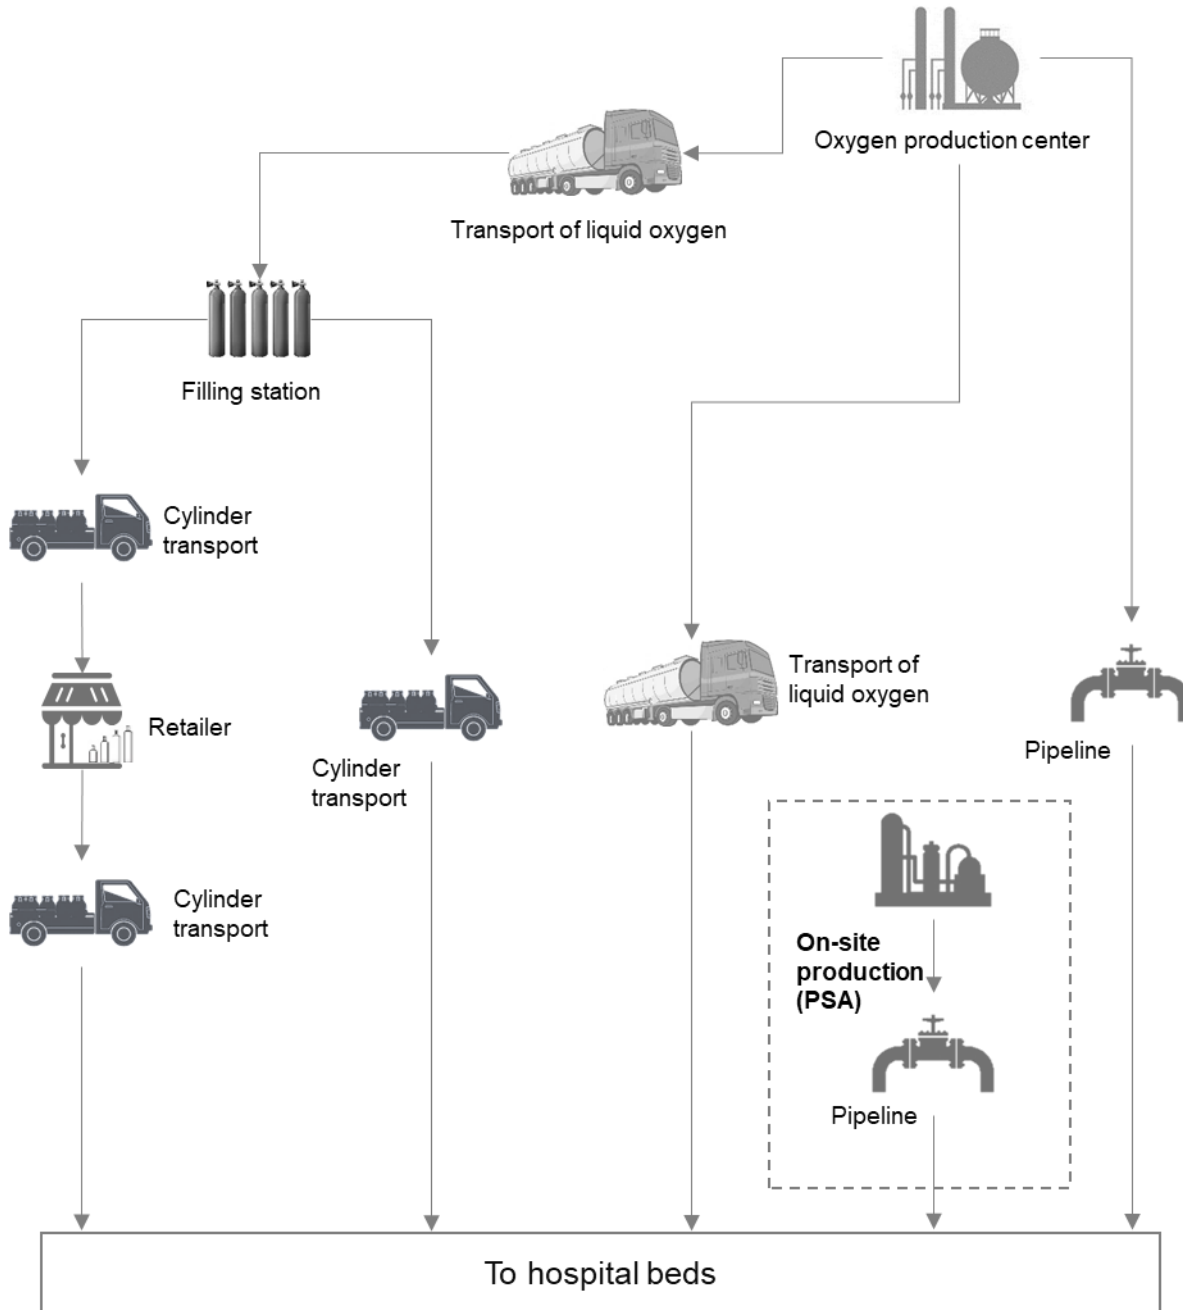 Oxygen production center
Transport of liquid oxygen
Filling station
Cylinder
transport
Retailer
Cylinder
transport
Cylinder
transport
Transport of
liquid oxygen
Pipeline
On-site
production
(PSA)
Pipeline
To hospital beds